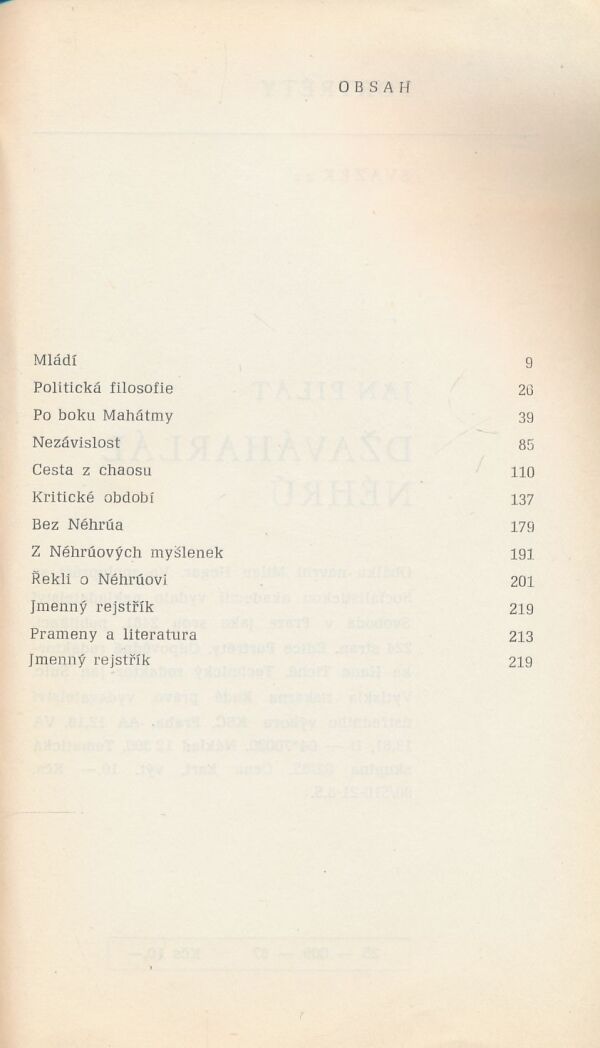 OBSAH
Mládí 9
Politická filosofie 26
Po boku Mahátmy 39
Nezávislost 85
Cesta z chaosu 110
Kritické období 137
Bez Néhrúa 179
Z Néhrúových myšlenek 191
Řekli o Néhrúovi 201
Jmenný rejstřík 219
Prameny a literatura 213
Jmenný rejstřík 219